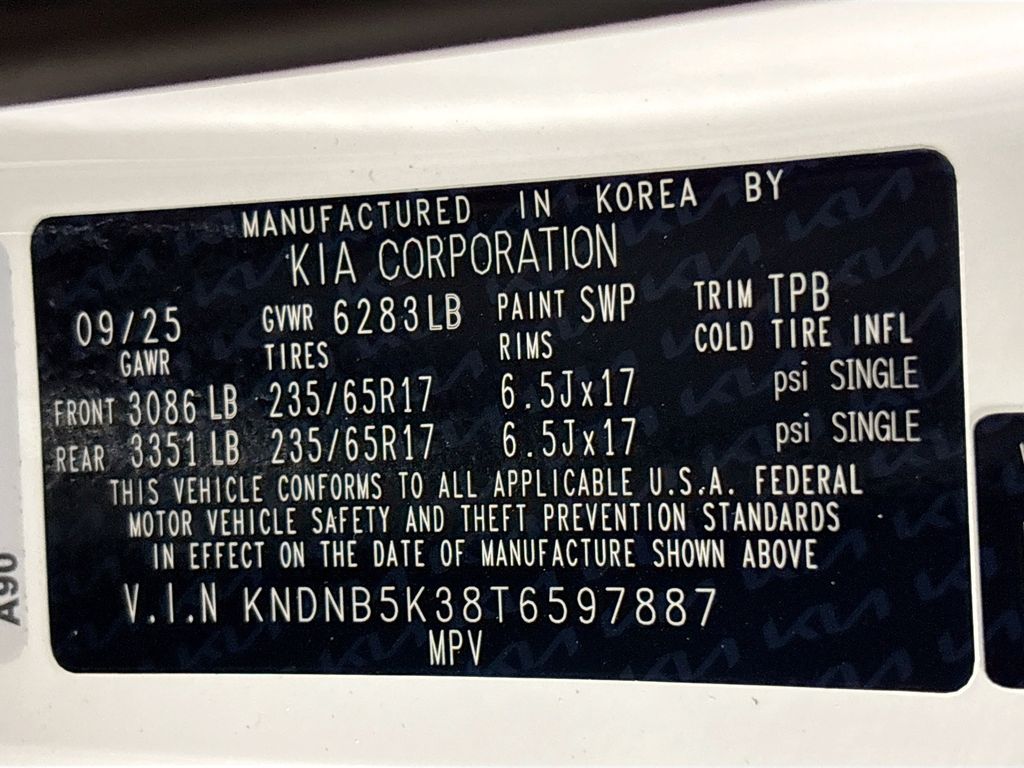 MANUFACTURED IN KOREA BY
KIA CORPORATION
09/25 GVWR 6283LB PAINT SWP TRIM TPB
GAWR TIRES RIMS COLD TIRE INFL
FRONT 3086 LB 235/65R17 6.5Jx17 psi SINGLE
REAR 3351 LB 235/65R17 6.5Jx17 psi SINGLE
THIS VEHICLE CONFORMS TO ALL APPLICABLE U.S.A. FEDERAL
MOTOR VEHICLE SAFETY AND THEFT PREVENTION STANDARDS
IN EFFECT ON THE DATE OF MANUFACTURE SHOWN ABOVE
V.I.N KNDNB5K38T6597887
MPV
A90